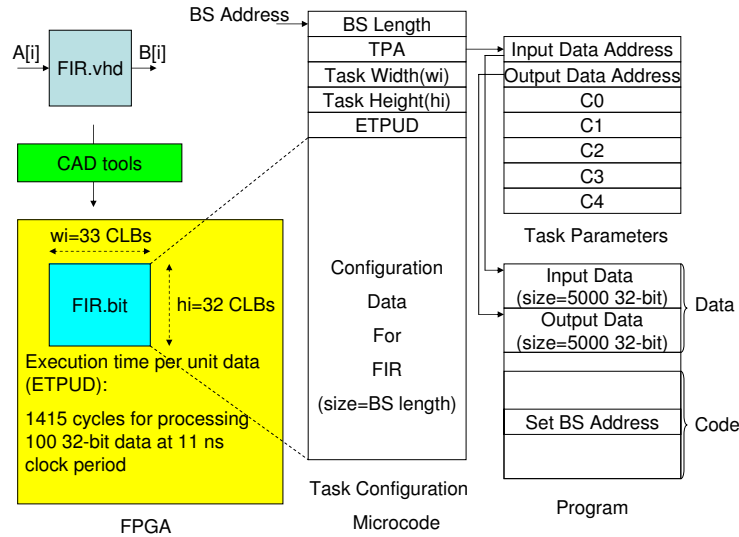 BS Address
A[i]
FIR.vhd
B[i]
CAD tools
wi=33 CLBs
FIR.bit
hi=32 CLBs
Execution time per unit data
(ETPUD):
1415 cycles for processing
100 32-bit data at 11 ns
clock period
FPGA
BS Length
TPA
Task Width(wi)
Task Height(hi)
ETPUD
Configuration
Data
For
FIR
(size=BS length)
Task Configuration
Microcode
Input Data Address
Output Data Address
C0
C1
C2
C3
C4
Task Parameters
Input Data
(size=5000 32-bit)
Output Data
(size=5000 32-bit)
Data
Set BS Address
Code
Program